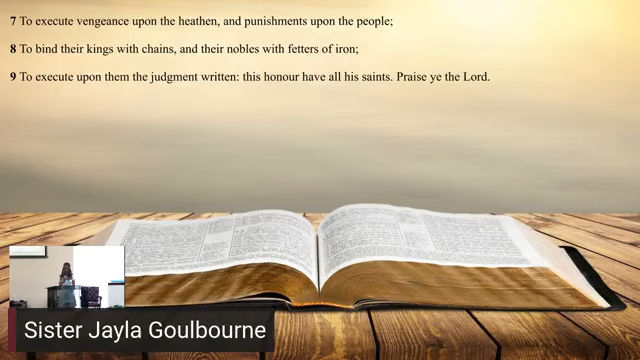 7 To execute vengeance upon the heathen, and punishments upon the people;
8 To bind their kings with chains, and their nobles with fetters of iron;
9 To execute upon them the judgment written: this honour have all his saints. Praise ye the Lord.
Sister Jayla Goulbourne